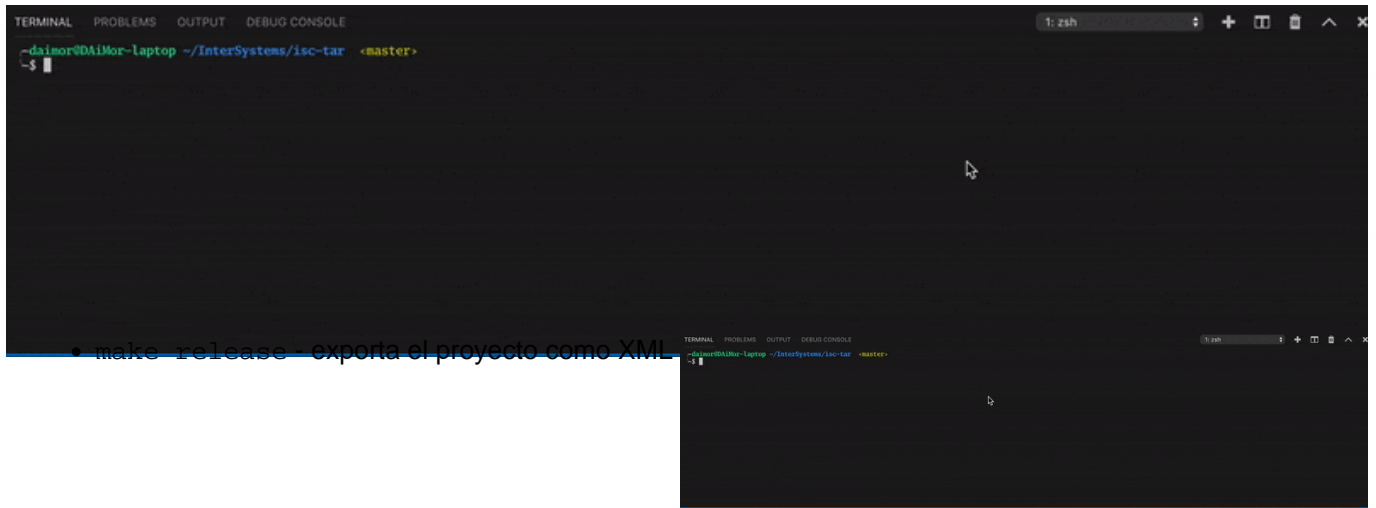 TERMINAL PROBLEMS OUTPUT DEBUG CONSOLE 1: zsh
daimor@DAiMor-laptop ~/InterSystems/isc-tar <master>
$
• make release - exporta el proyecto como XML
TERMINAL PROBLEMS OUTPUT DEBUG CONSOLE 1: zsh
daimor@DAiMor-laptop ~/InterSystems/isc-tar <master>
~$